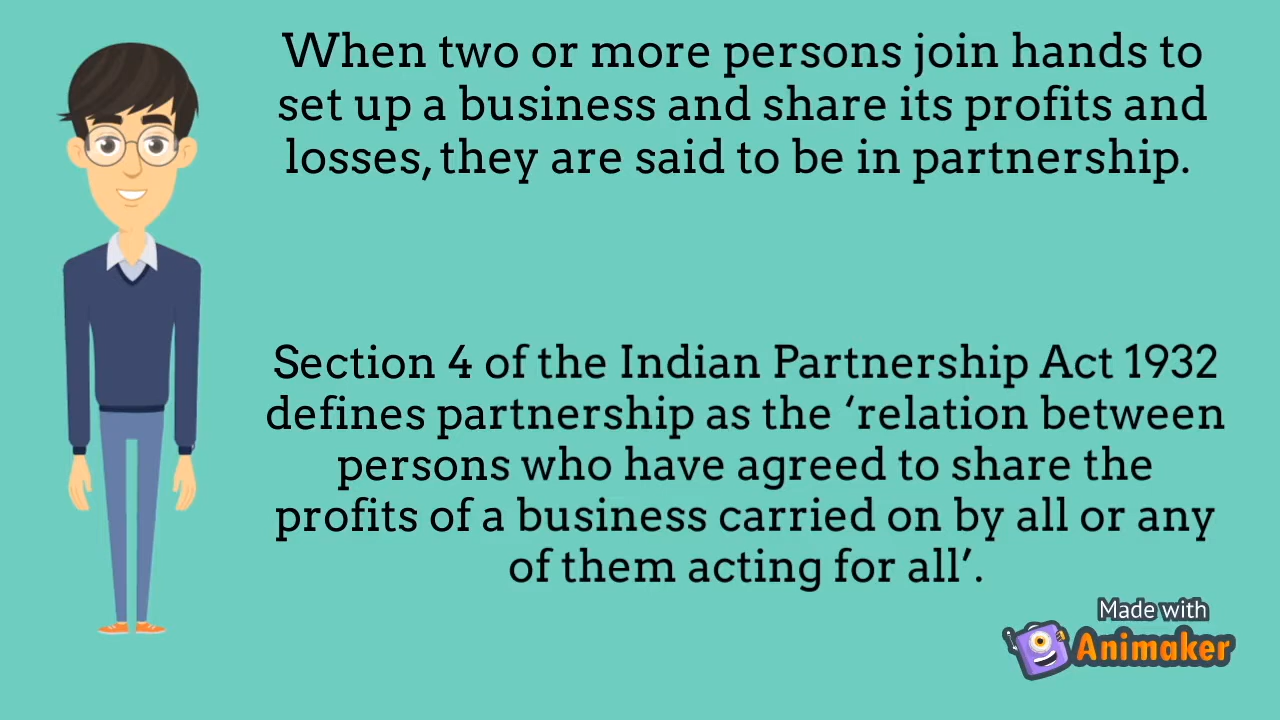 When two or more persons join hands to
set up a business and share its profits and
losses, they are said to be in partnership.
Section 4 of the Indian Partnership Act 1932
defines partnership as the ‘relation between
persons who have agreed to share the
profits of a business carried on by all or any
of them acting for all’.
Made with
Animaker